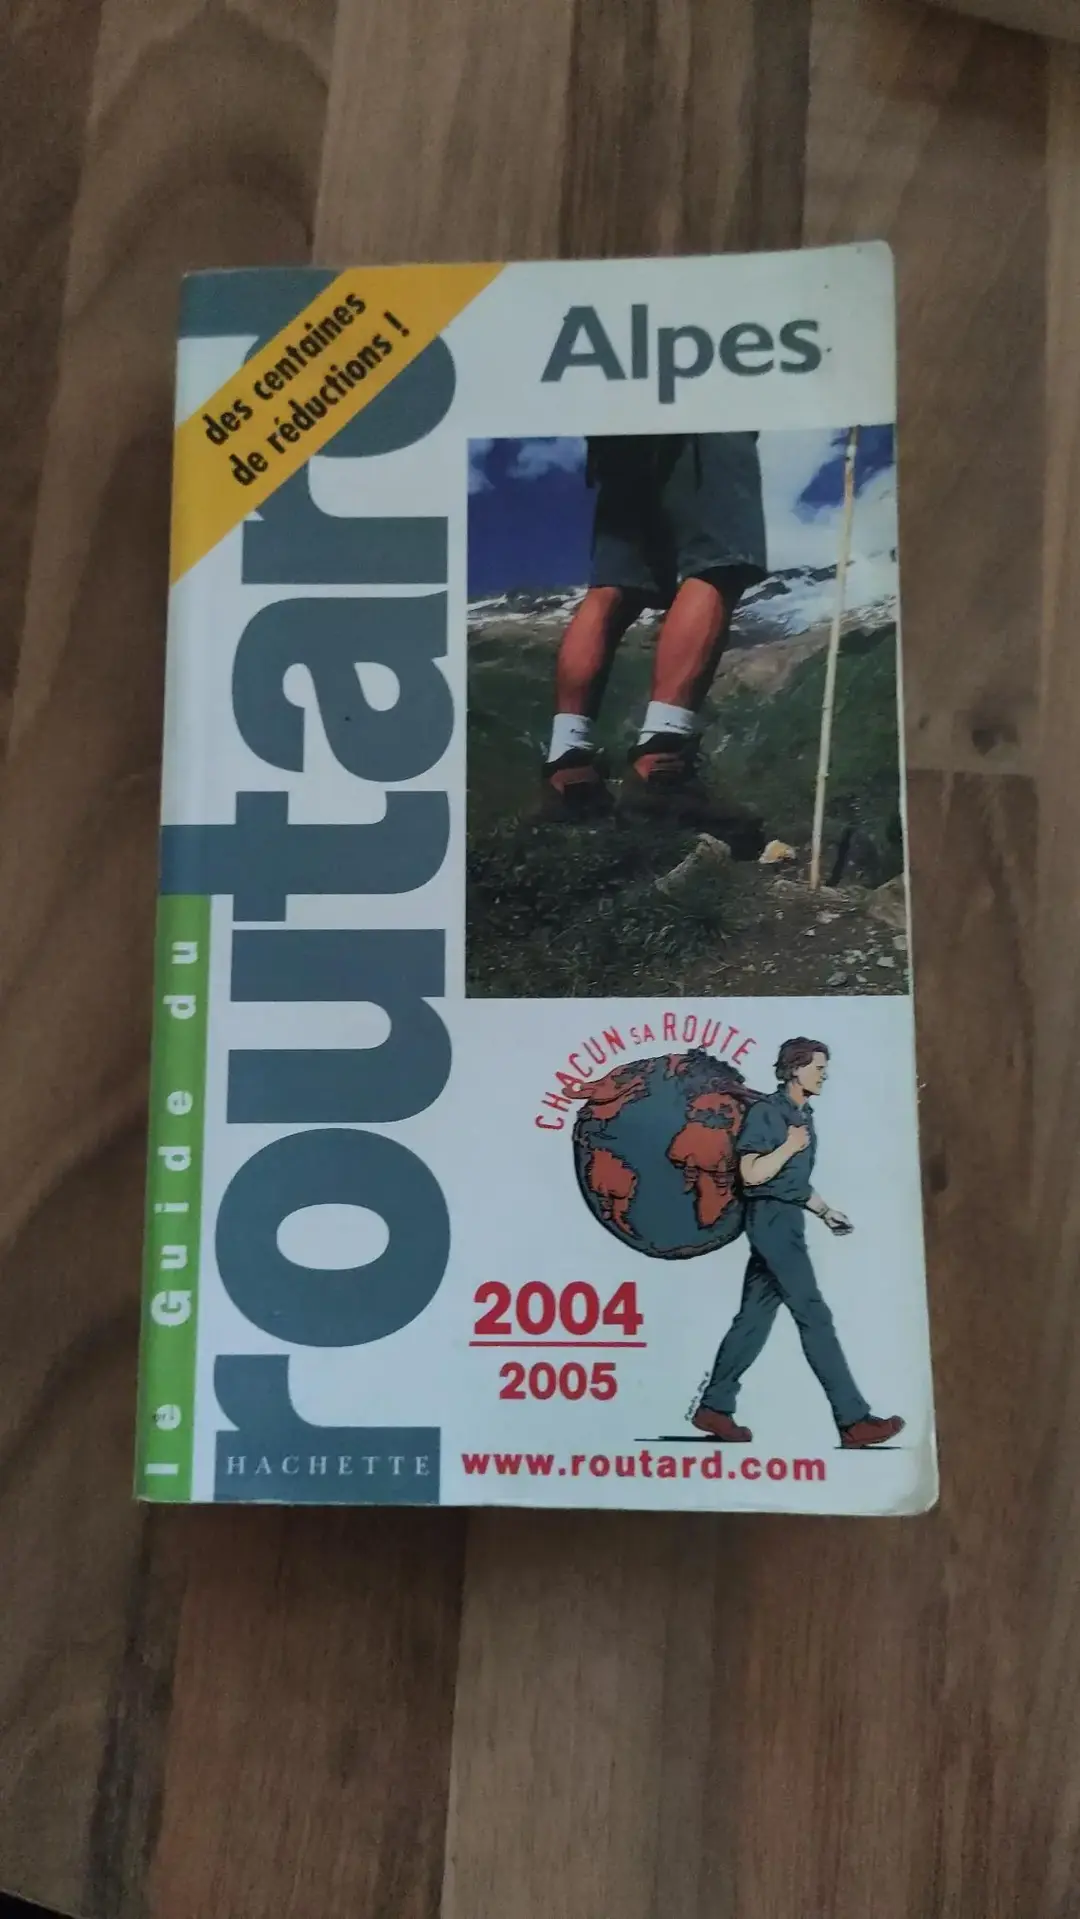 des centaines
de réductions !
Alpes
le Guide du
routard
CHACUN SA ROUTE
2004
2005
HACHETTE
www.routard.com